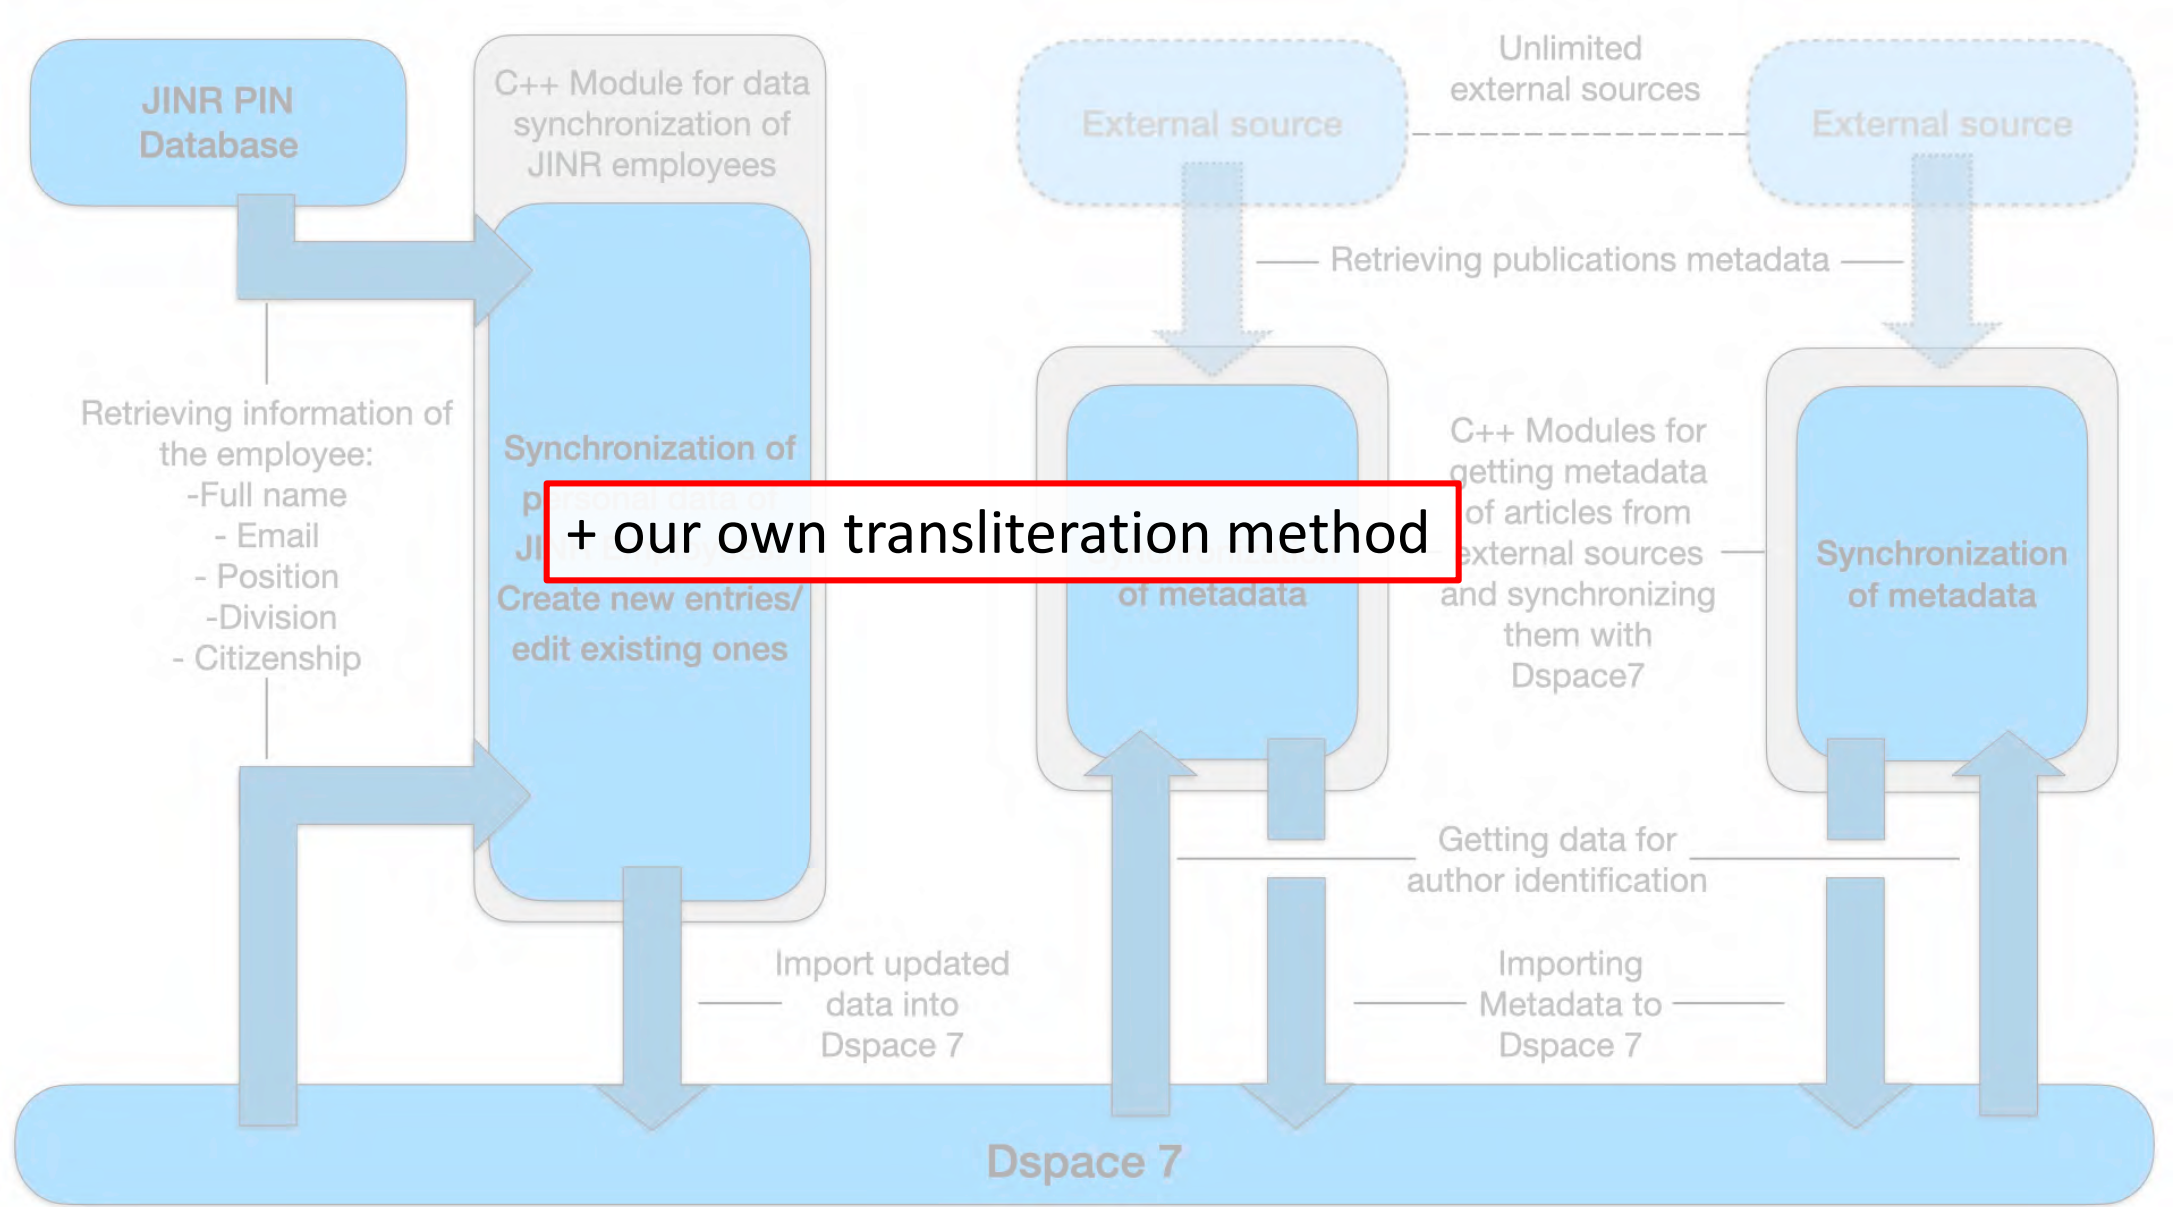 JINR PIN
Database
C++ Module for data
synchronization of
JINR employees
External source
Unlimited
external sources
External source
Retrieving publications metadata
Retrieving information of
the employee:
-Full name
- Email
- Position
-Division
- Citizenship
Synchronization of
personal data of
+ our own transliteration method
Create new entries/
edit existing ones
of metadata
C++ Modules for
getting metadata
of articles from
external sources
and synchronizing
them with
Dspace7
Synchronization
of metadata
Getting data for
author identification
Import updated
data into
Dspace 7
Importing
Metadata to
Dspace 7
Dspace 7